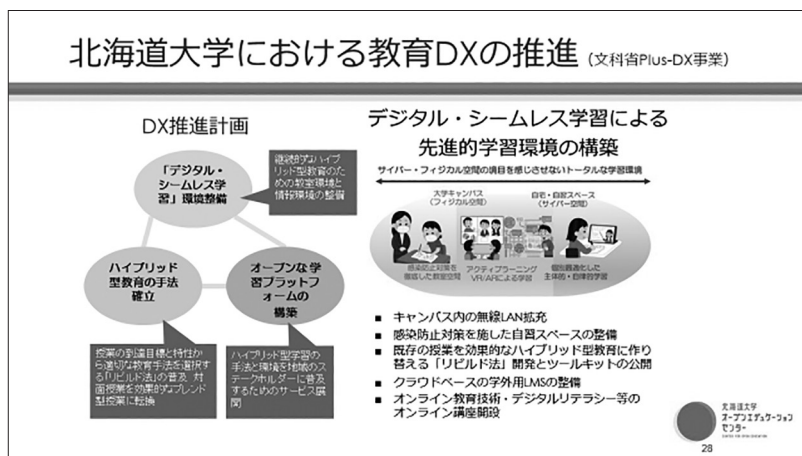 北海道大学における教育DXの推進（文科省Plus-DX事業）
DX推進計画
「デジタル・
シームレス学
習」環境整備
継続的なハイブ
リッド型教育のた
めの教室環境と
情報環境の整備
ハイブリッド
型教育の手法
確立
オープンな学
習プラットフ
ォームの
構築
授業の到達目標と特性か
ら適切な教育手法を選択す
る「リビルド法」の普及、対
面授業を効果的なブレンド
型授業に転換
ハイブリッド型学習の
手法と環境を地域のス
テークホルダーに普及
するためのサービス展
開
デジタル・シームレス学習による
先進的学習環境の構築
サイバー・フィジカル空間の境目を感じさせないトータルな学習環境
大学キャンパス
（フィジカル空間）
自宅・自習スペース
（サイバー空間）
感染防止対策を
徹底した教室空間
アクティブラーニング
VR/ARによる学習
個別最適化した
主体的・自律的学習
■ キャンパス内の無線LAN拡充
■ 感染防止対策を施した自習スペースの整備
■ 既存の授業を効果的なハイブリッド型教育に作り
替える「リビルド法」開発とツールキットの公開
■ クラウドベースの学外用LMSの整備
■ オンライン教育技術・デジタルリテラシー等の
オンライン講座開設
北海道大学
オープンエデュケーション
センター
28